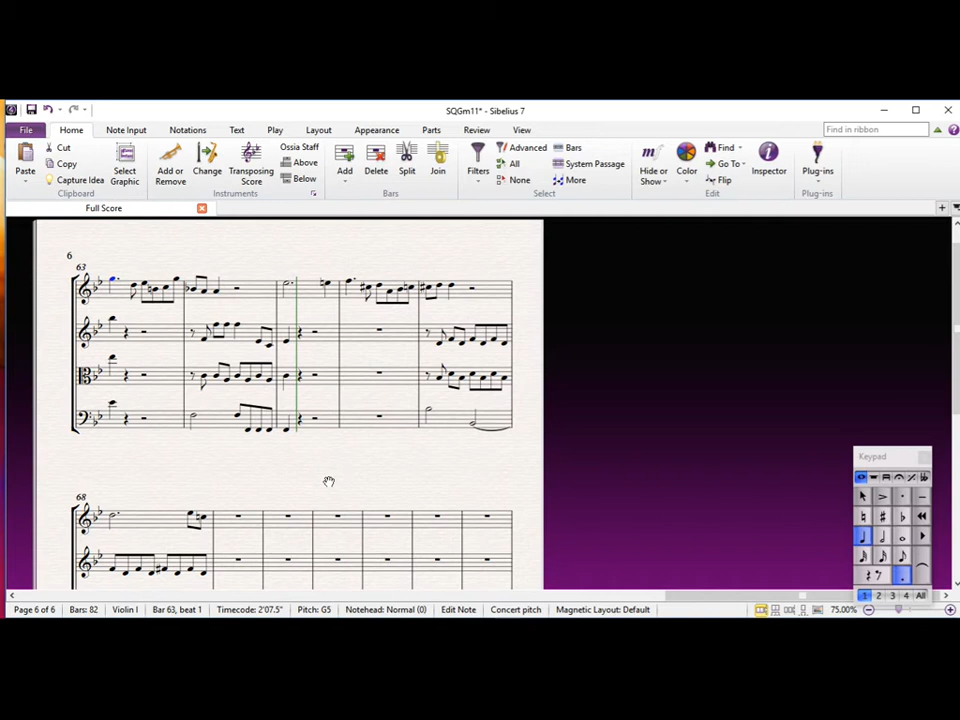 SQGm11* - Sibelius 7
File Home Note Input Notations Text Play Layout Appearance Parts Review View Find in ribbon
Paste Cut Copy Capture Idea Select Graphic Add or Remove Change Transposing Score Ossia Staff Above Below Add Delete Split Join Filters Advanced All None Bars System Passage More Hide or Show Color Find Go To Flip Inspector Plug-ins
Clipboard Instruments Bars Select Edit Plug-ins
Full Score
6
63
Keypad
68
1 2 3 4 All
Page 6 of 6 Bars: 82 Violin I Bar 63, beat 1 Timecode: 2'07.5" Pitch: G5 Notehead: Normal (0) Edit Note Concert pitch Magnetic Layout: Default 75.00%